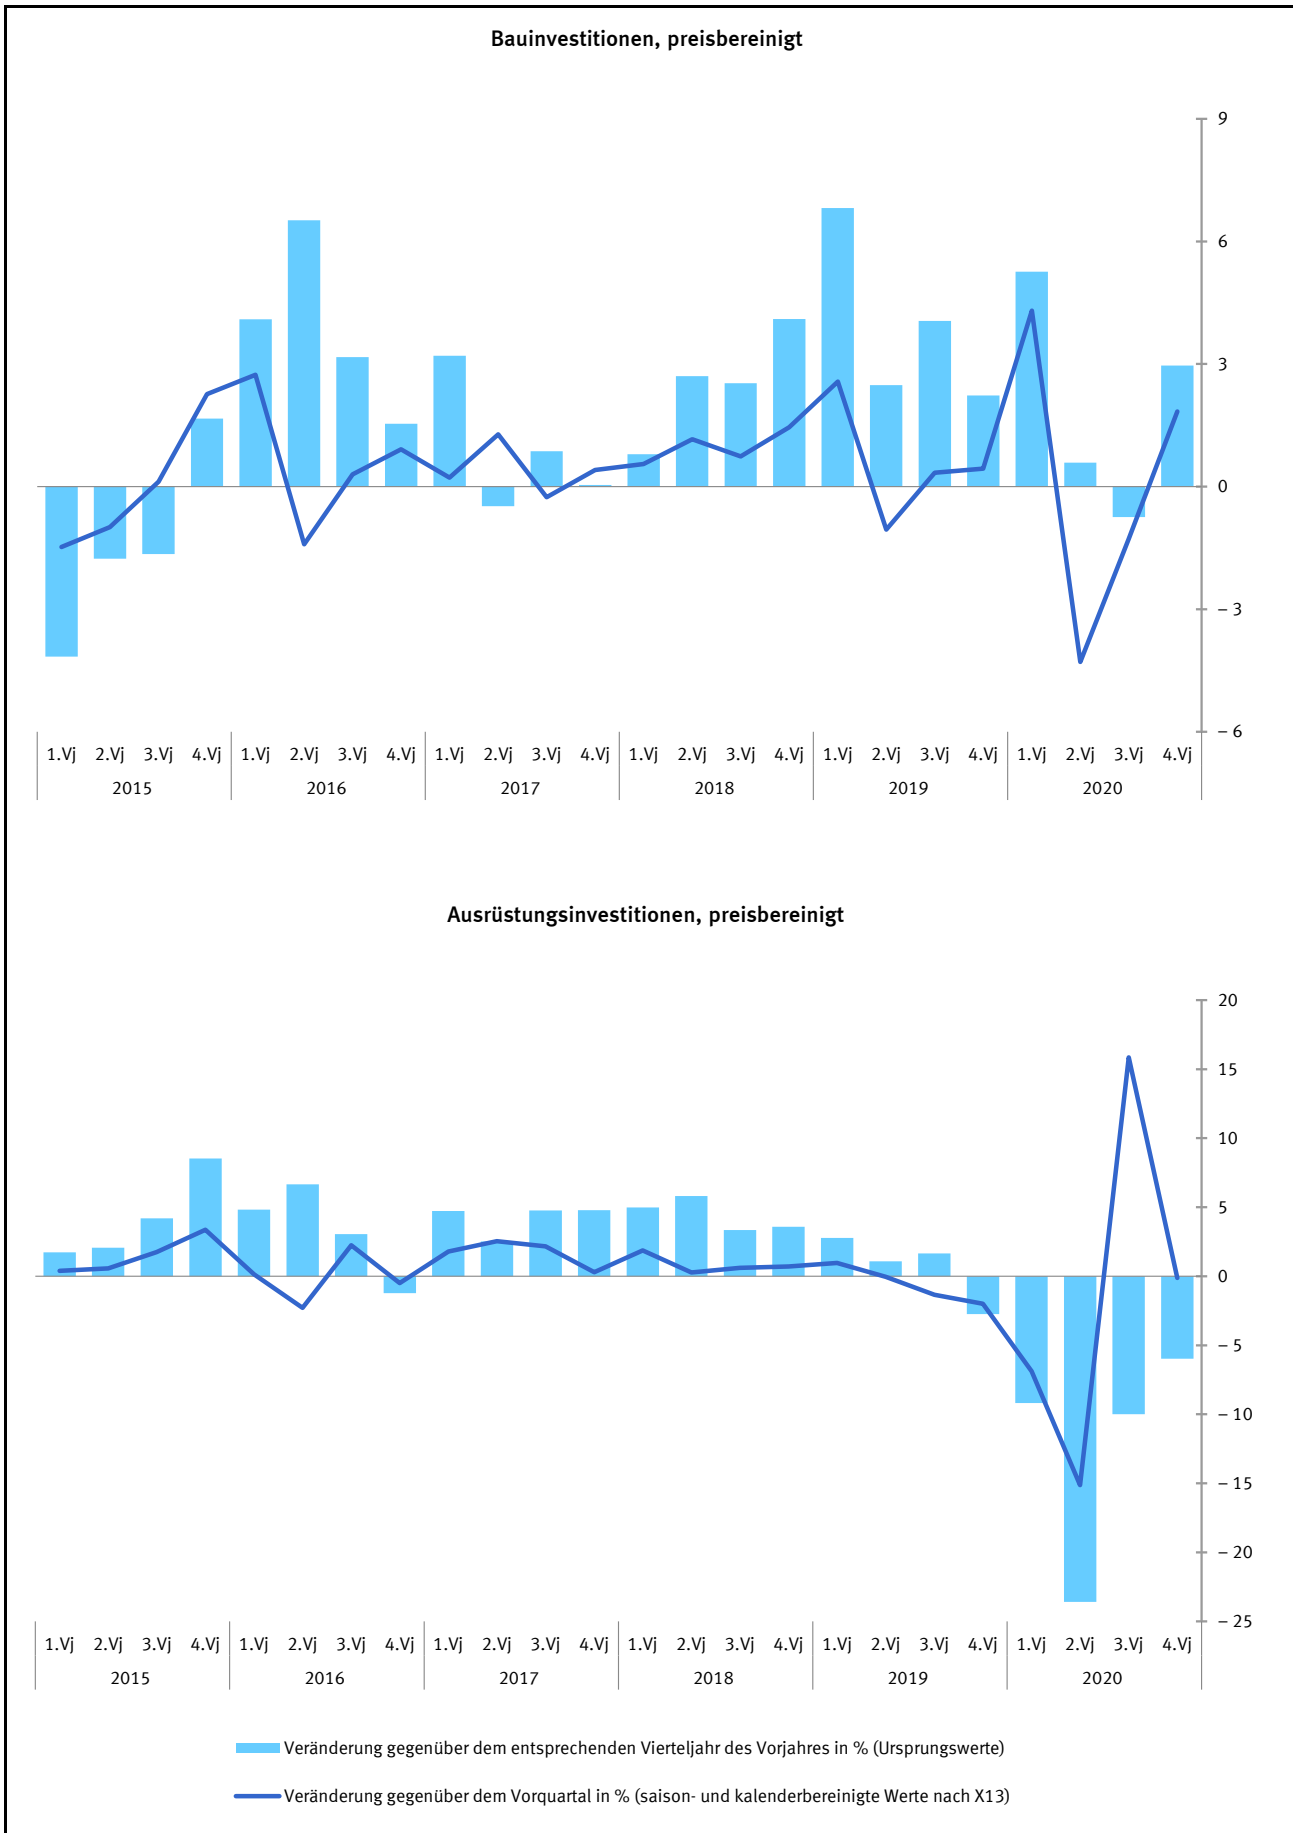 Bauinvestitionen, preisbereinigt
9
6
3
0
– 3
– 6
1.Vj 2.Vj 3.Vj 4.Vj 1.Vj 2.Vj 3.Vj 4.Vj 1.Vj 2.Vj 3.Vj 4.Vj 1.Vj 2.Vj 3.Vj 4.Vj 1.Vj 2.Vj 3.Vj 4.Vj 1.Vj 2.Vj 3.Vj 4.Vj
2015 2016 2017 2018 2019 2020
Ausrüstungsinvestitionen, preisbereinigt
20
15
10
5
0
– 5
– 10
– 15
– 20
– 25
1.Vj 2.Vj 3.Vj 4.Vj 1.Vj 2.Vj 3.Vj 4.Vj 1.Vj 2.Vj 3.Vj 4.Vj 1.Vj 2.Vj 3.Vj 4.Vj 1.Vj 2.Vj 3.Vj 4.Vj 1.Vj 2.Vj 3.Vj 4.Vj
2015 2016 2017 2018 2019 2020
Veränderung gegenüber dem entsprechenden Vierteljahr des Vorjahres in % (Ursprungswerte)
Veränderung gegenüber dem Vorquartal in % (saison- und kalenderbereinigte Werte nach X13)